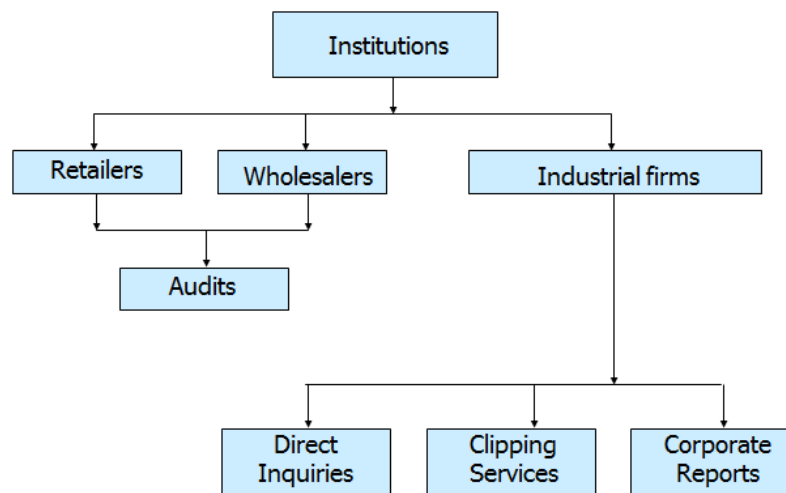 Institutions
Retailers
Wholesalers
Industrial firms
Audits
Direct
Inquiries
Clipping
Services
Corporate
Reports